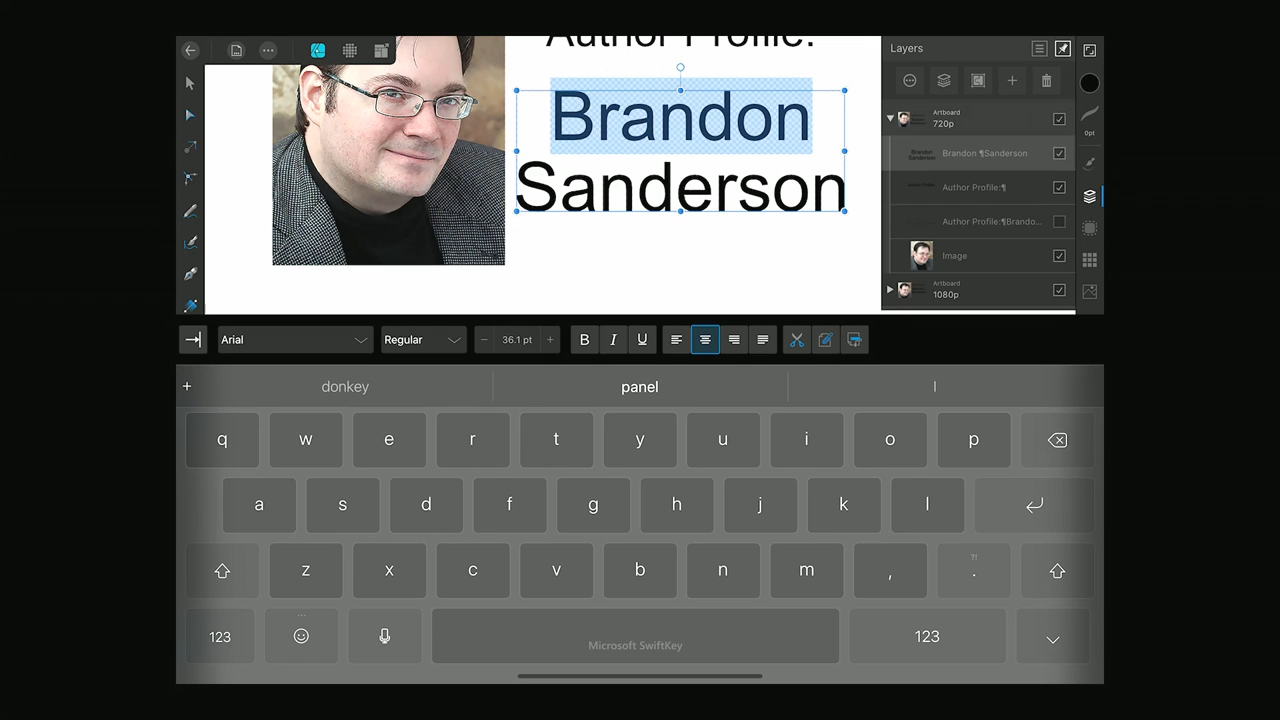 Author Profile:
Brandon
Sanderson
Layers
Artboard
720p
Brandon ¶Sanderson
Author Profile:¶
Author Profile:¶Brando...
Image
Artboard
1080p
0pt
Arial
Regular
36.1 pt
B I U
donkey
panel
I
q w e r t y u i o p
a s d f g h j k l
z x c v b n m , ?! .
123
Microsoft SwiftKey
123